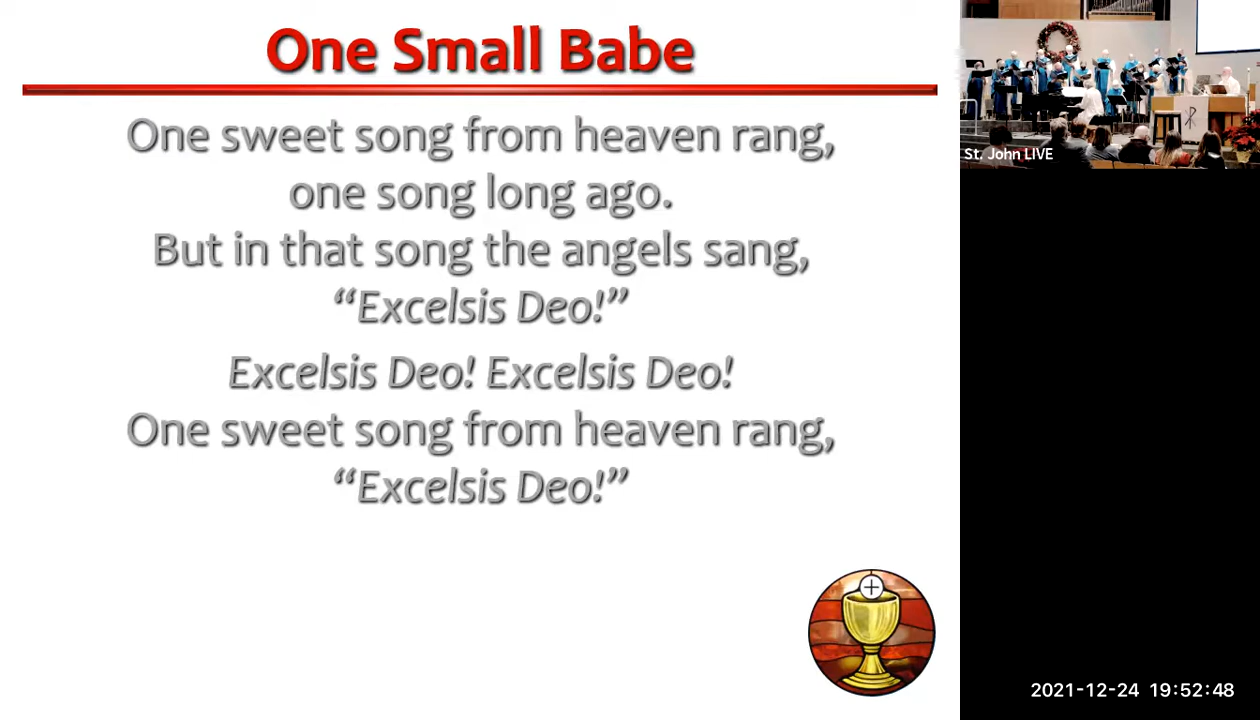 One Small Babe
One sweet song from heaven rang,
one song long ago.
But in that song the angels sang,
“Excelsis Deo!”
Excelsis Deo! Excelsis Deo!
One sweet song from heaven rang,
“Excelsis Deo!”
St. John LIVE
2021-12-24 19:52:48